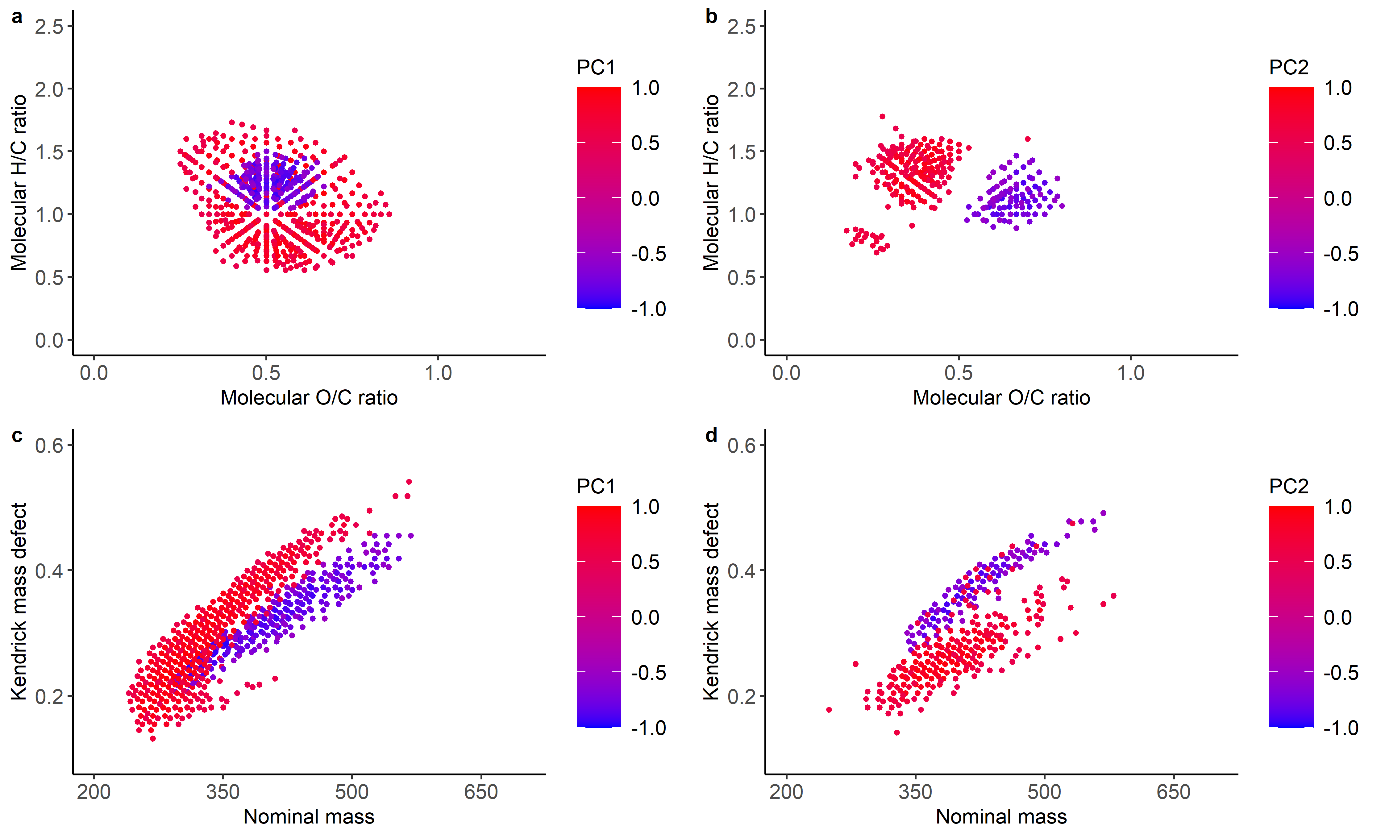 a
2.5
2.0
1.5
1.0
0.5
0.0
Molecular H/C ratio
0.0 0.5 1.0
Molecular O/C ratio
PC1
1.0
0.5
0.0
-0.5
-1.0
b
2.5
2.0
1.5
1.0
0.5
0.0
Molecular H/C ratio
0.0 0.5 1.0
Molecular O/C ratio
PC2
1.0
0.5
0.0
-0.5
-1.0
c
0.6
0.4
0.2
Kendrick mass defect
200 350 500 650
Nominal mass
PC1
1.0
0.5
0.0
-0.5
-1.0
d
0.6
0.4
0.2
Kendrick mass defect
200 350 500 650
Nominal mass
PC2
1.0
0.5
0.0
-0.5
-1.0